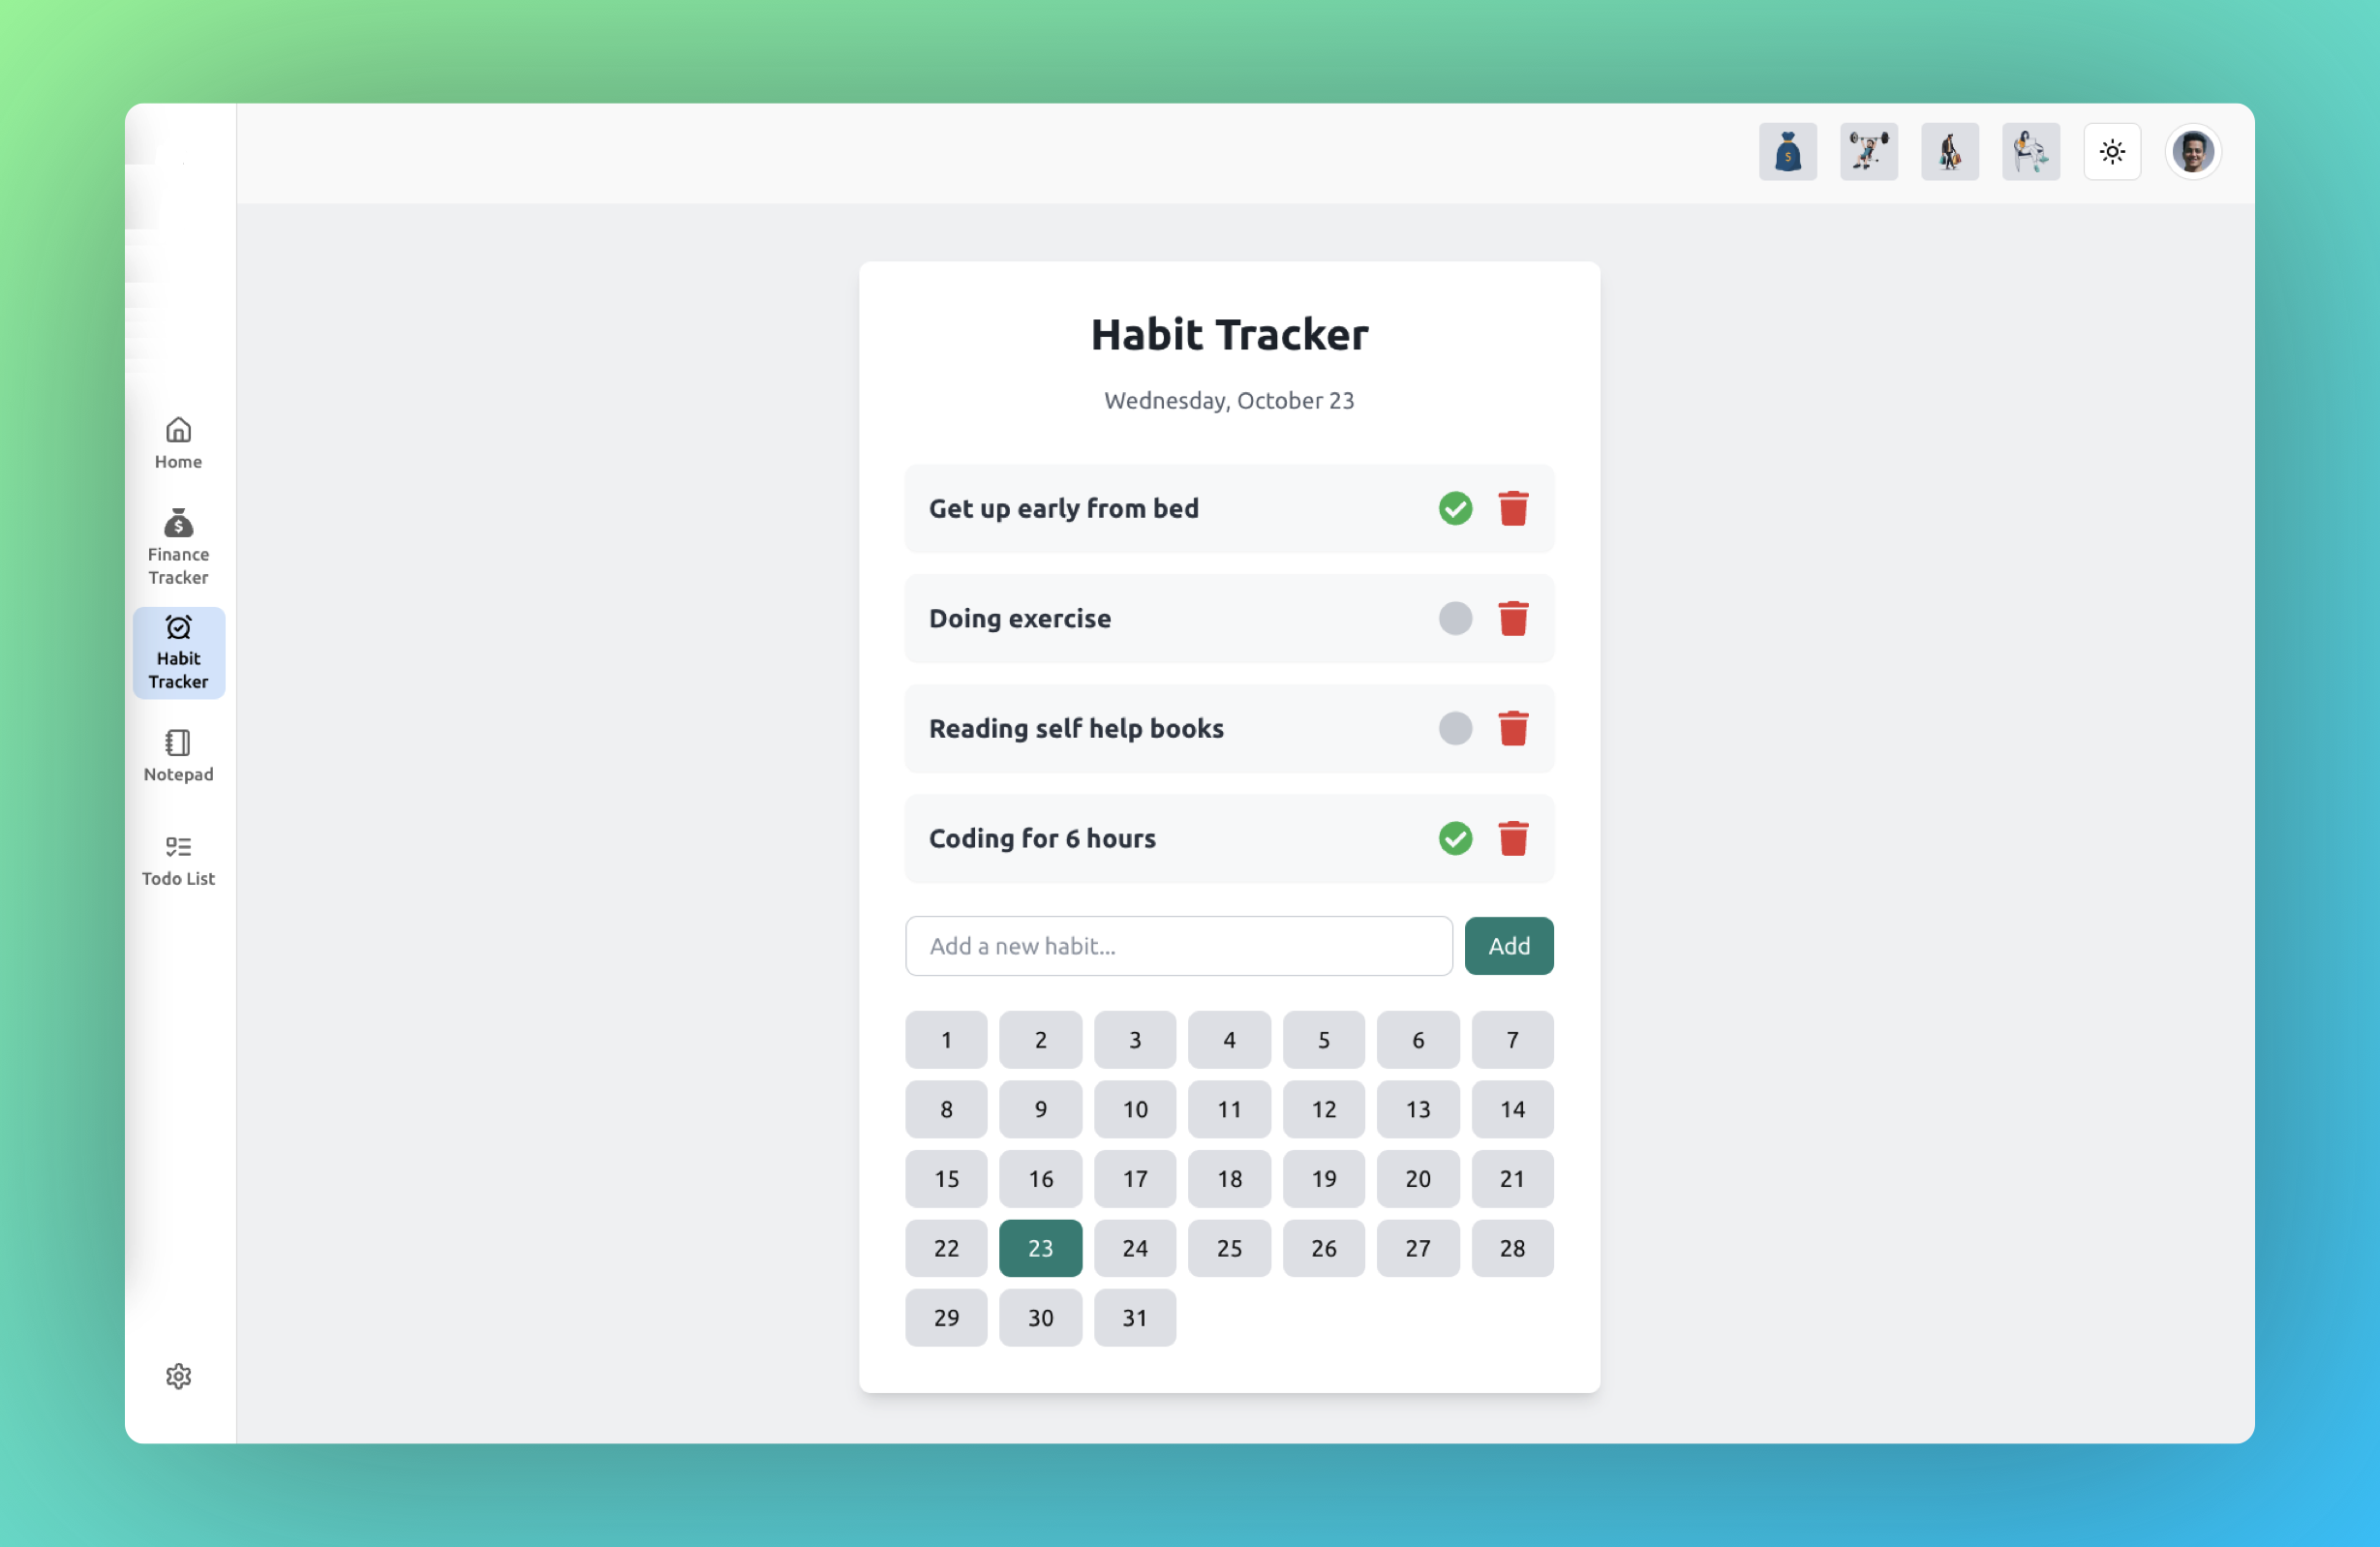 Home
Finance
Tracker
Habit
Tracker
Notepad
Todo List
Habit Tracker
Wednesday, October 23
Get up early from bed
Doing exercise
Reading self help books
Coding for 6 hours
Add a new habit...
Add
1 2 3 4 5 6 7
8 9 10 11 12 13 14
15 16 17 18 19 20 21
22 23 24 25 26 27 28
29 30 31